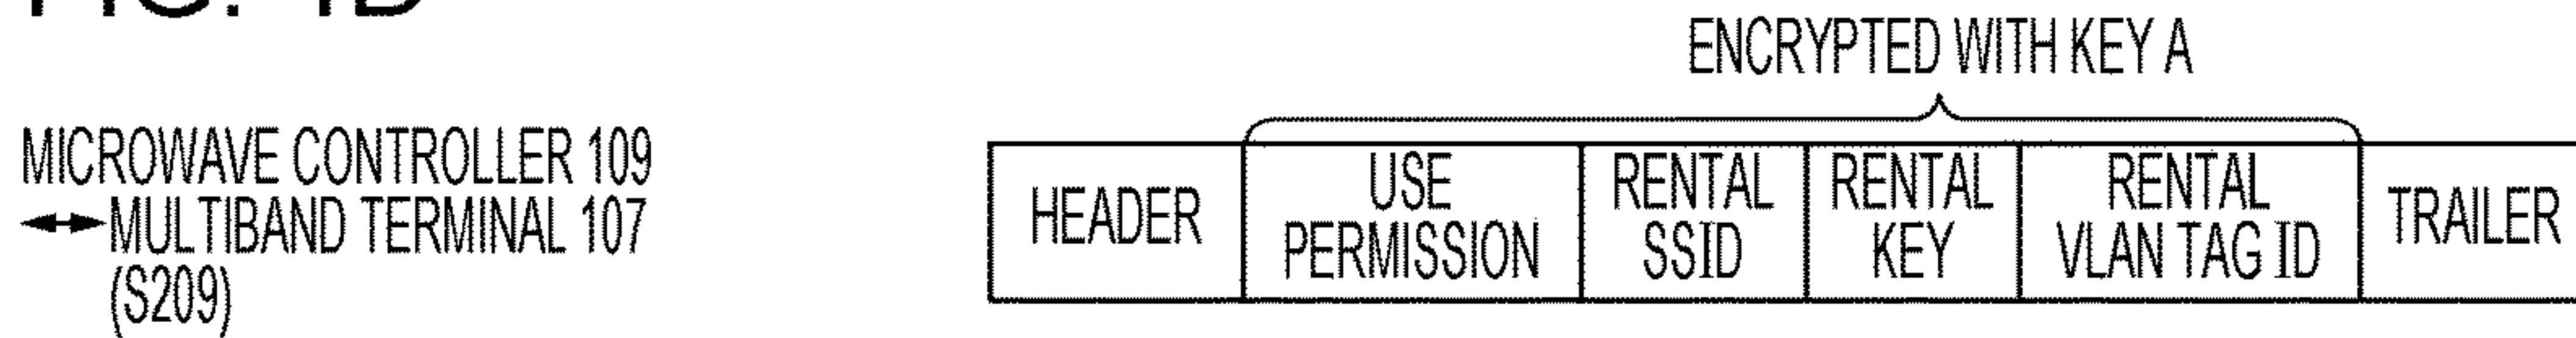 ENCRYPTED WITH KEY A
MICROWAVE CONTROLLER 109
↔MULTIBAND TERMINAL 107
(S209)
HEADER
USE
PERMISSION
RENTAL
SSID
RENTAL
KEY
RENTAL
VLAN TAG ID
TRAILER